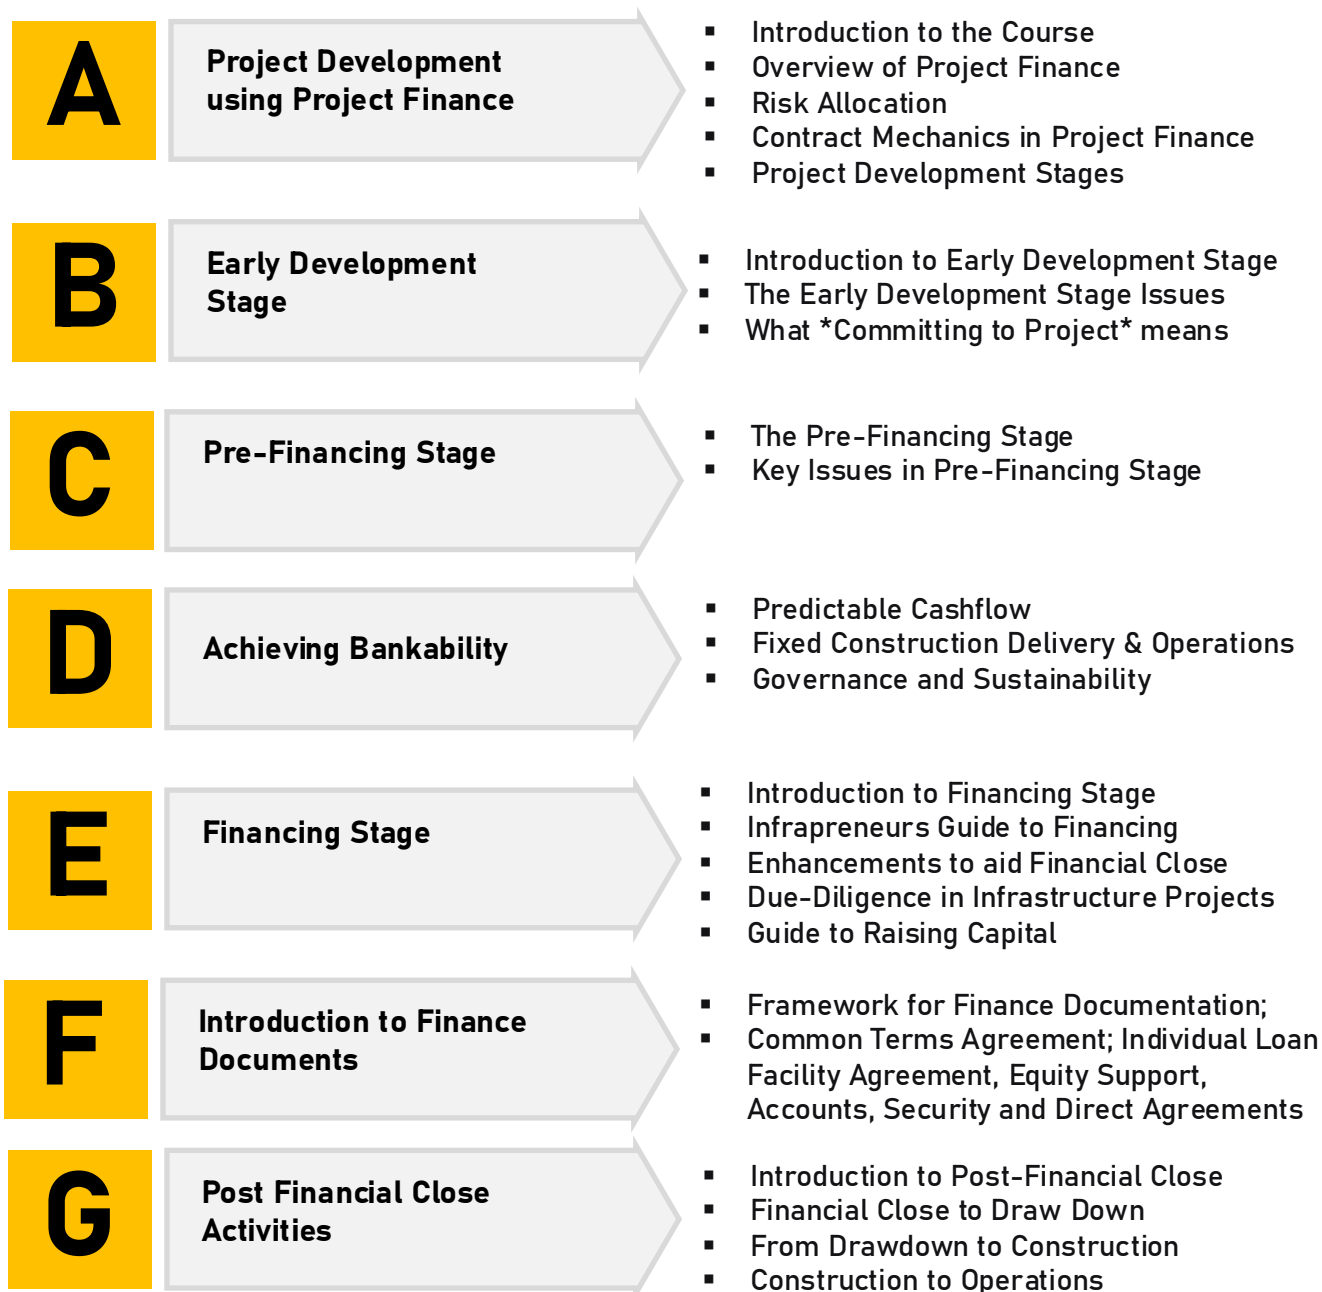 A
Project Development
using Project Finance
▪ Introduction to the Course
▪ Overview of Project Finance
▪ Risk Allocation
▪ Contract Mechanics in Project Finance
▪ Project Development Stages
B
Early Development
Stage
▪ Introduction to Early Development Stage
▪ The Early Development Stage Issues
▪ What *Committing to Project* means
C
Pre-Financing Stage
▪ The Pre-Financing Stage
▪ Key Issues in Pre-Financing Stage
D
Achieving Bankability
▪ Predictable Cashflow
▪ Fixed Construction Delivery & Operations
▪ Governance and Sustainability
E
Financing Stage
▪ Introduction to Financing Stage
▪ Infrapreneurs Guide to Financing
▪ Enhancements to aid Financial Close
▪ Due-Diligence in Infrastructure Projects
▪ Guide to Raising Capital
F
Introduction to Finance
Documents
▪ Framework for Finance Documentation;
▪ Common Terms Agreement; Individual Loan
Facility Agreement, Equity Support,
Accounts, Security and Direct Agreements
G
Post Financial Close
Activities
▪ Introduction to Post-Financial Close
▪ Financial Close to Draw Down
▪ From Drawdown to Construction
▪ Construction to Operations